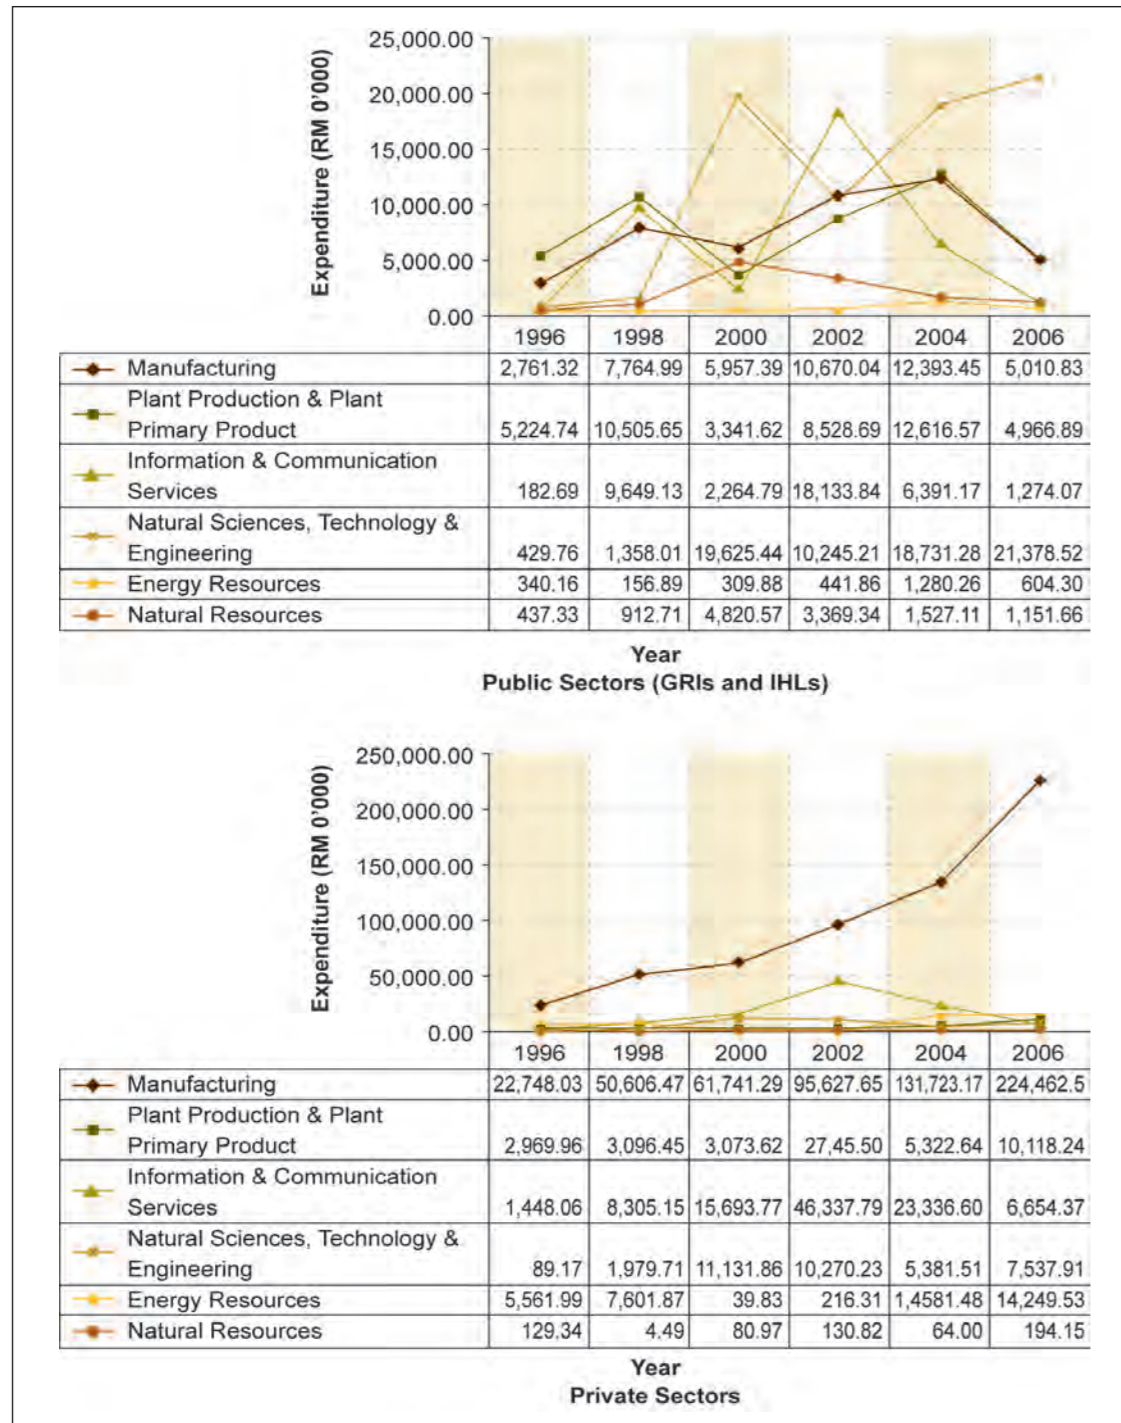 25,000.00
20,000.00
15,000.00
10,000.00
5,000.00
0.00
Expenditure (RM 0'000)
1996 1998 2000 2002 2004 2006
Manufacturing 2,761.32 7,764.99 5,957.39 10,670.04 12,393.45 5,010.83
Plant Production & Plant
Primary Product 5,224.74 10,505.65 3,341.62 8,528.69 12,616.57 4,966.89
Information & Communication
Services 182.69 9,649.13 2,264.79 18,133.84 6,391.17 1,274.07
Natural Sciences, Technology &
Engineering 429.76 1,358.01 19,625.44 10,245.21 18,731.28 21,378.52
Energy Resources 340.16 156.89 309.88 441.86 1,280.26 604.30
Natural Resources 437.33 912.71 4,820.57 3,369.34 1,527.11 1,151.66
Year
Public Sectors (GRIs and IHLs)
250,000.00
200,000.00
150,000.00
100,000.00
50,000.00
0.00
Expenditure (RM 0'000)
1996 1998 2000 2002 2004 2006
Manufacturing 22,748.03 50,606.47 61,741.29 95,627.65 131,723.17 224,462.5
Plant Production & Plant
Primary Product 2,969.96 3,096.45 3,073.62 27,45.50 5,322.64 10,118.24
Information & Communication
Services 1,448.06 8,305.15 15,693.77 46,337.79 23,336.60 6,654.37
Natural Sciences, Technology &
Engineering 89.17 1,979.71 11,131.86 10,270.23 5,381.51 7,537.91
Energy Resources 5,561.99 7,601.87 39.83 216.31 1,4581.48 14,249.53
Natural Resources 129.34 4.49 80.97 130.82 64.00 194.15
Year
Private Sectors